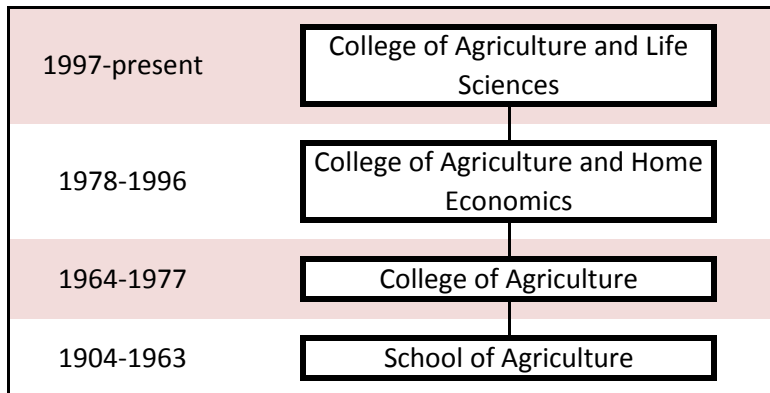 1997-present
College of Agriculture and Life
Sciences
1978-1996
College of Agriculture and Home
Economics
1964-1977
College of Agriculture
1904-1963
School of Agriculture